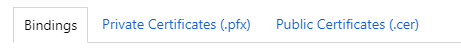 Bindings Private Certificates (.pfx) Public Certificates (.cer)